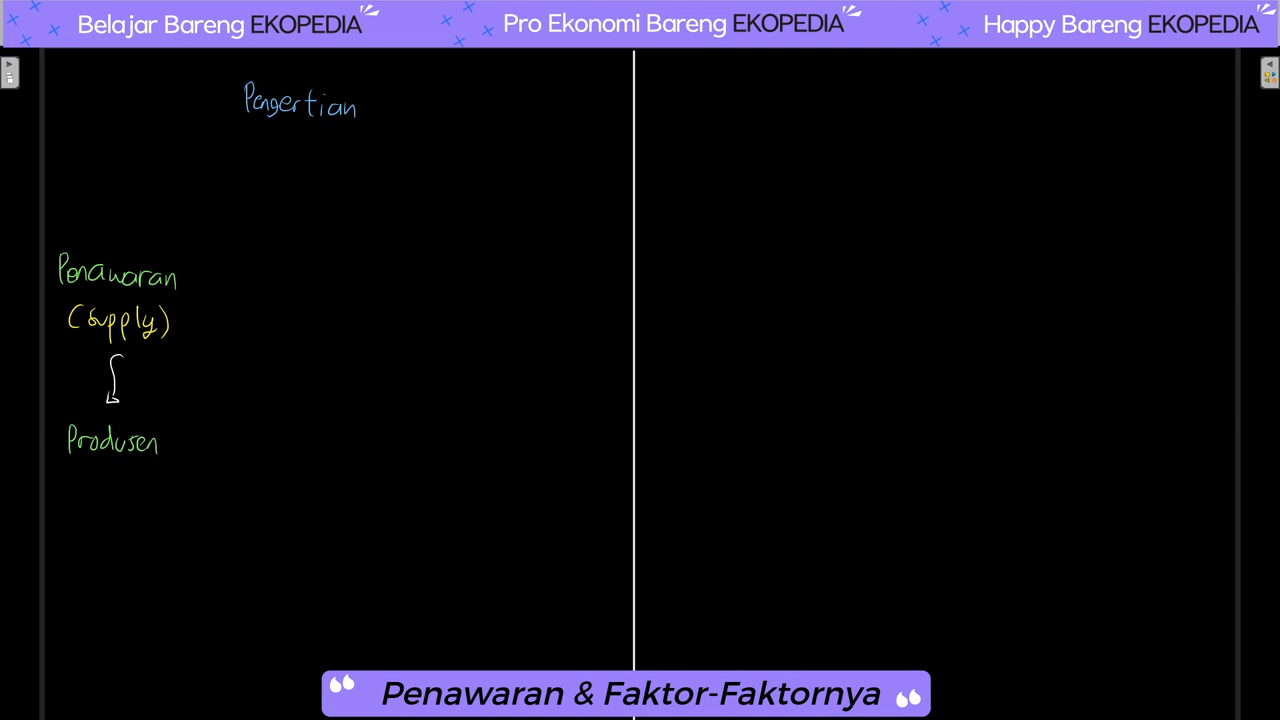 Belajar Bareng EKOPEDIA
Pro Ekonomi Bareng EKOPEDIA
Happy Bareng EKOPEDIA
Pengertian
Penawaran
(Supply)
Produsen
Penawaran & Faktor-Faktornya